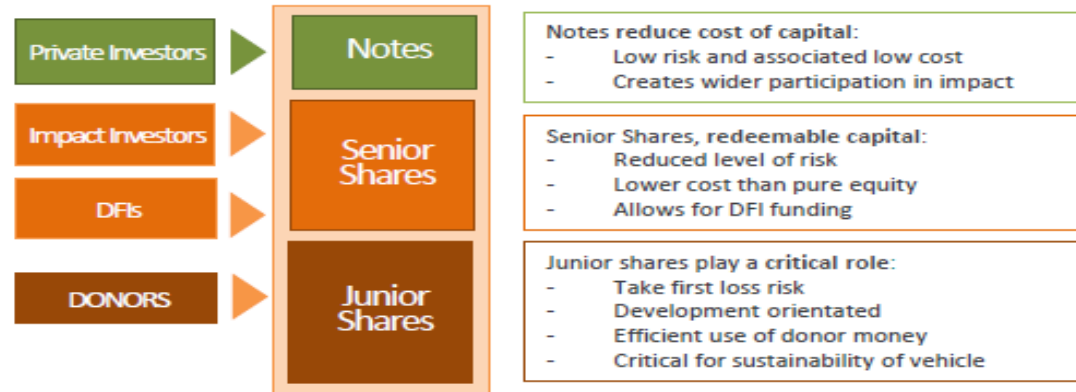 Private Investors
Notes
Notes reduce cost of capital:
- Low risk and associated low cost
- Creates wider participation in impact
Impact Investors
DFIs
Senior
Shares
Senior Shares, redeemable capital:
- Reduced level of risk
- Lower cost than pure equity
- Allows for DFI funding
DONORS
Junior
Shares
Junior shares play a critical role:
- Take first loss risk
- Development orientated
- Efficient use of donor money
- Critical for sustainability of vehicle